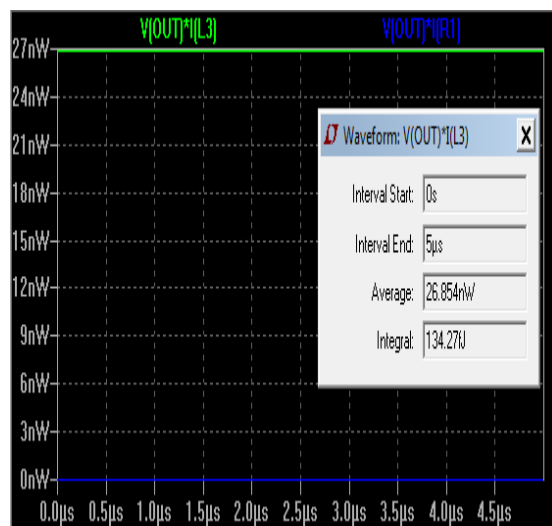 V(OUT)*I(L3) V(OUT)*I(R1)
27nW
24nW
21nW
18nW
15nW
12nW
9nW
6nW
3nW
0nW
Waveform: V(OUT)*I(L3) X
Interval Start: 0s
Interval End: 5µs
Average: 26.854nW
Integral: 134.27fJ
0.0µs 0.5µs 1.0µs 1.5µs 2.0µs 2.5µs 3.0µs 3.5µs 4.0µs 4.5µs